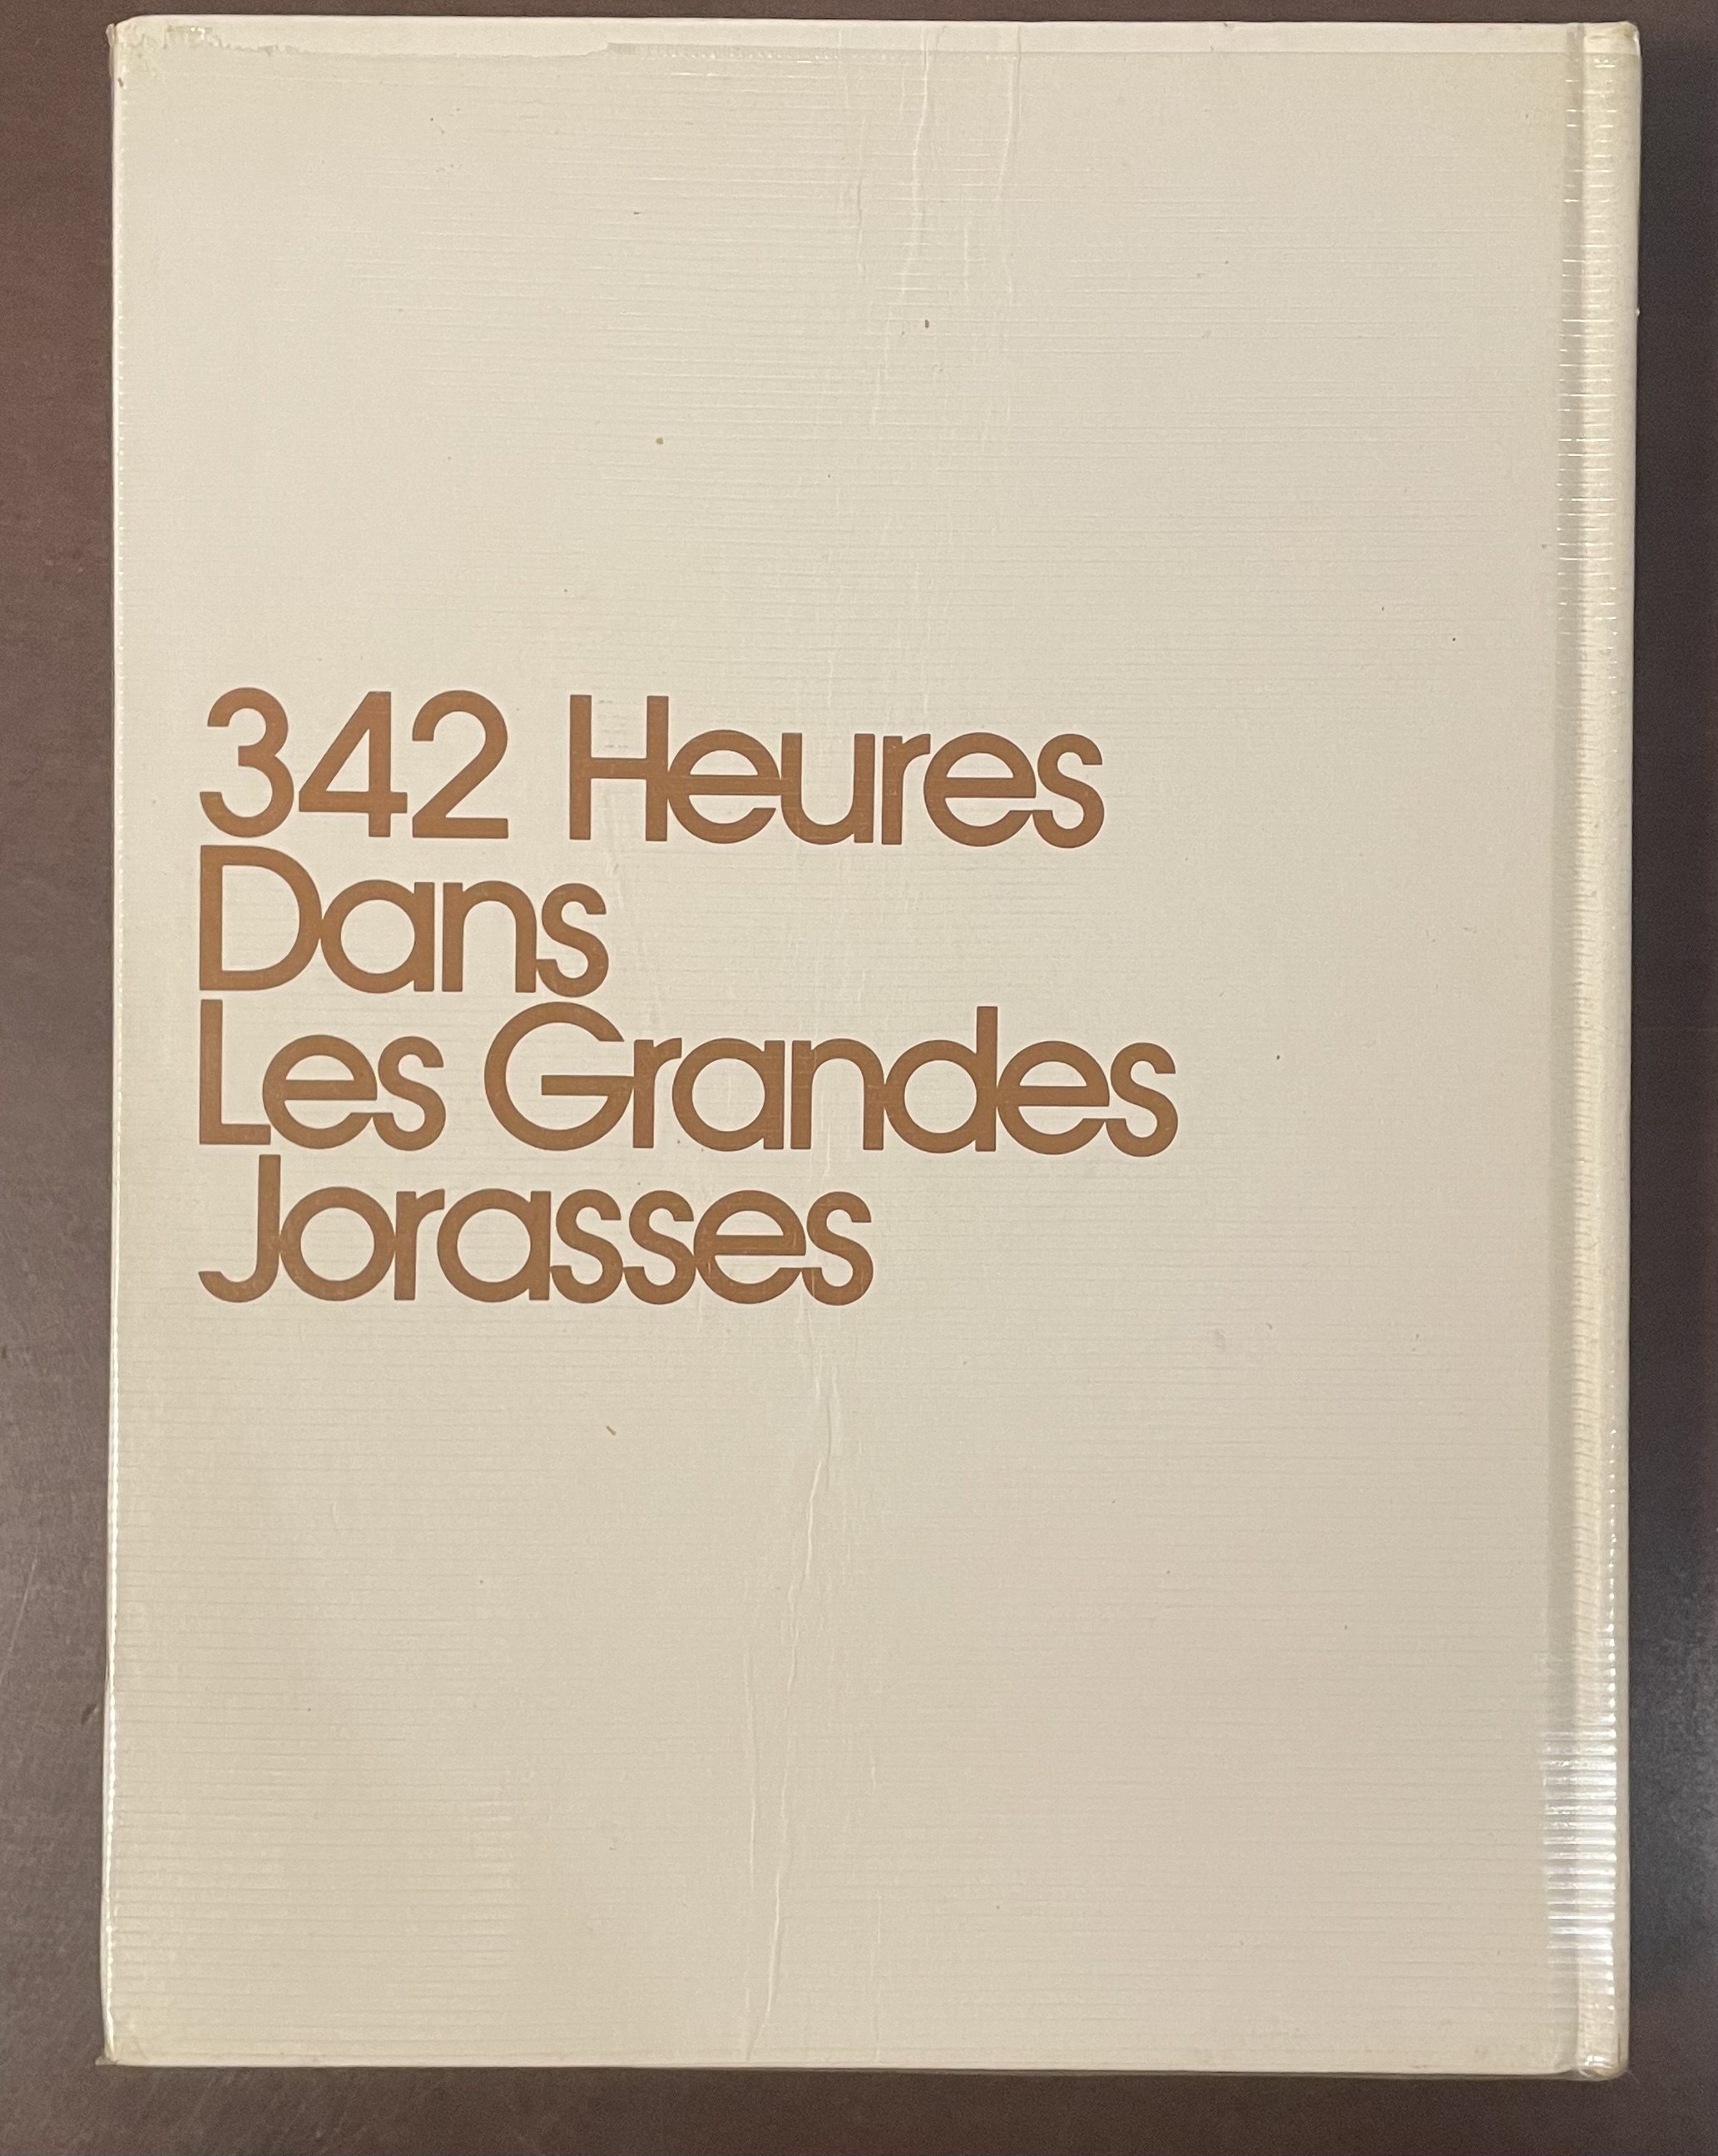 342 Heures
Dans
Les Grandes
Jorasses